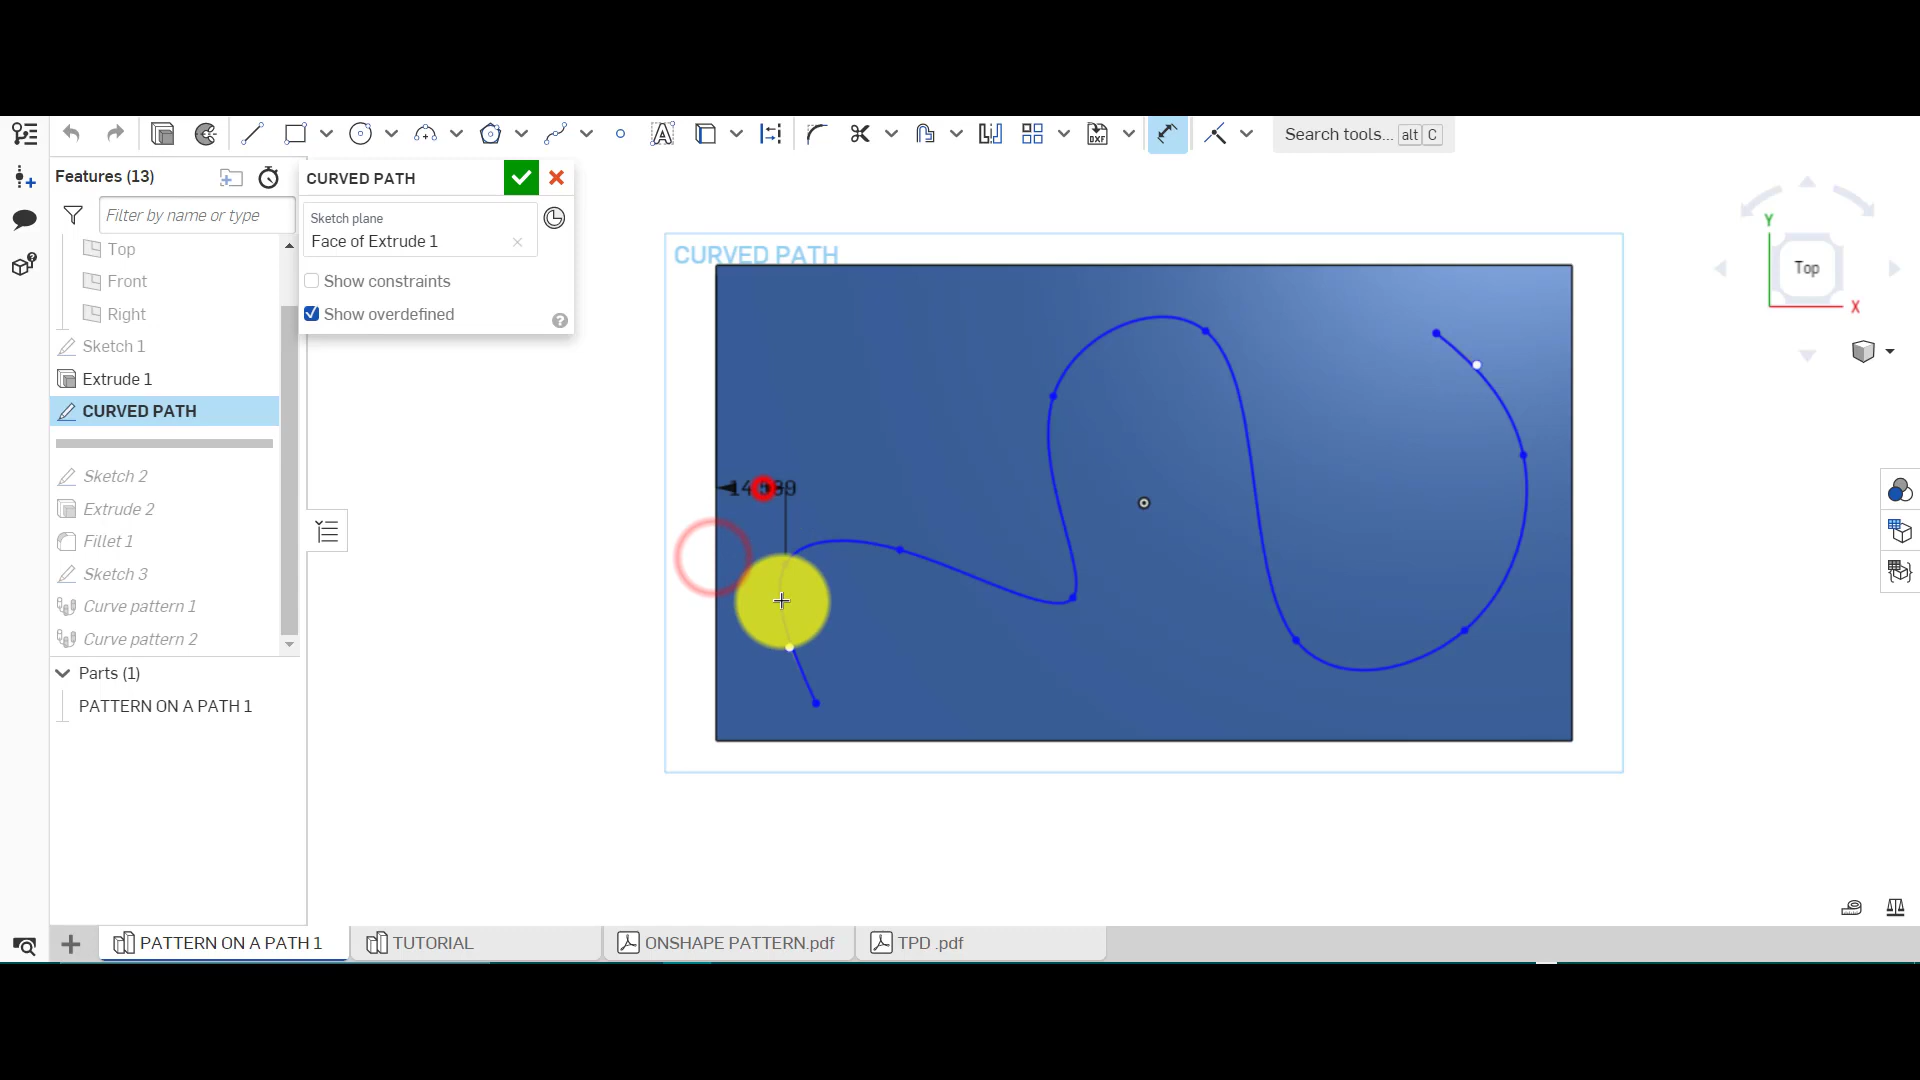 Search tools... alt C
Features (13)
Filter by name or type
Top
Front
Right
Sketch 1
Extrude 1
CURVED PATH
Sketch 2
Extrude 2
Fillet 1
Sketch 3
Curve pattern 1
Curve pattern 2
Parts (1)
PATTERN ON A PATH 1
CURVED PATH
Sketch plane
Face of Extrude 1
Show constraints
Show overdefined
CURVED PATH
Y
Top
X
DXF
PATTERN ON A PATH 1
TUTORIAL
ONSHAPE PATTERN.pdf
TPD .pdf